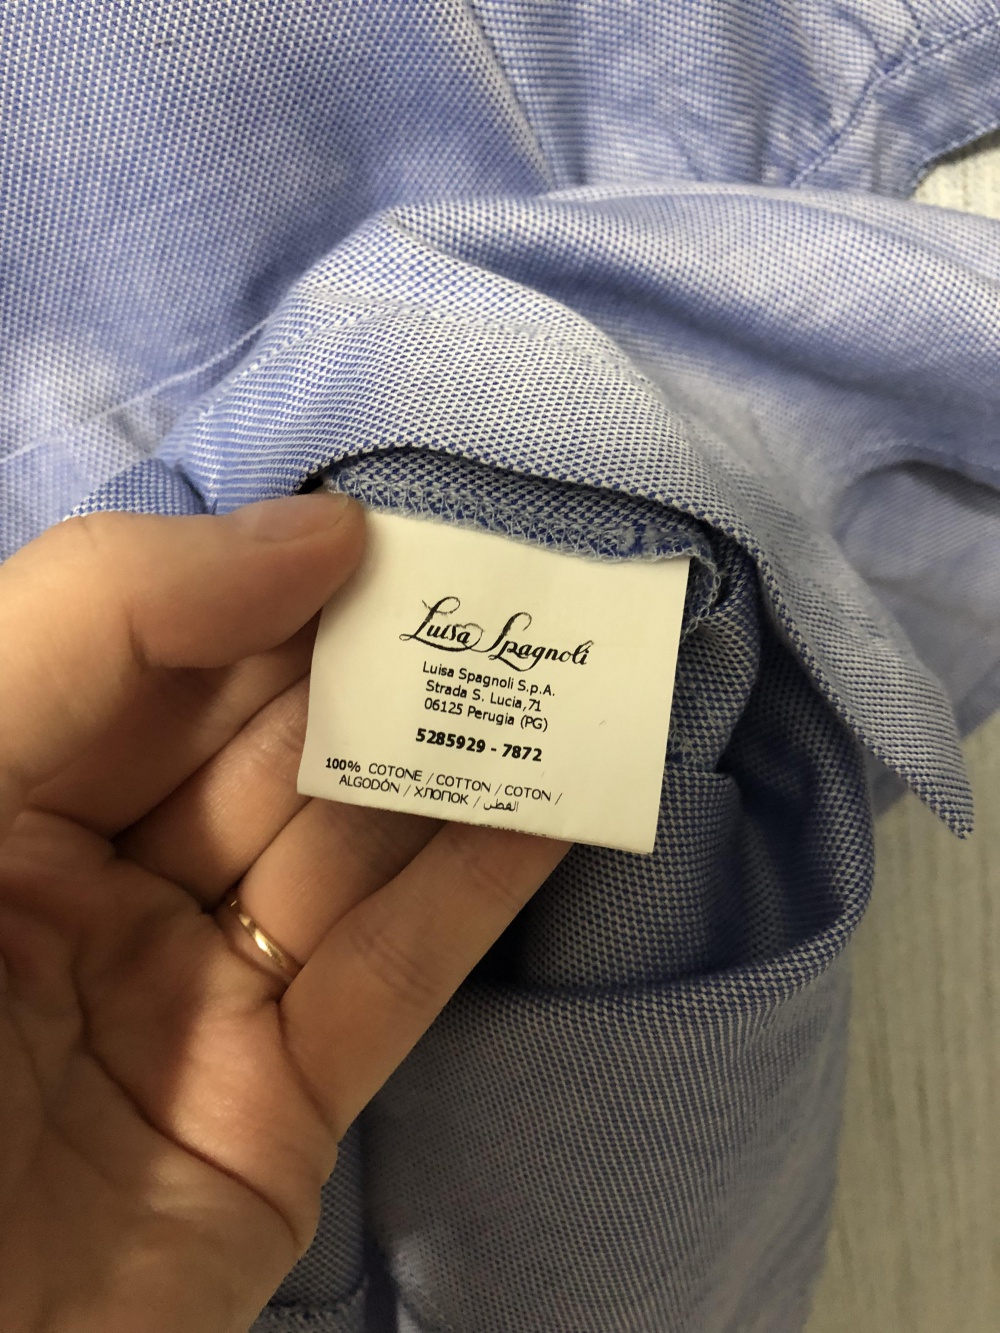 Luisa Spagnoli
Luisa Spagnoli S.p.A.
Strada S. Lucia,71
06125 Perugia (PG)
5285929 - 7872
100% COTONE / COTTON / COTON /
ALGODÓN / ХЛОПОК / القطن